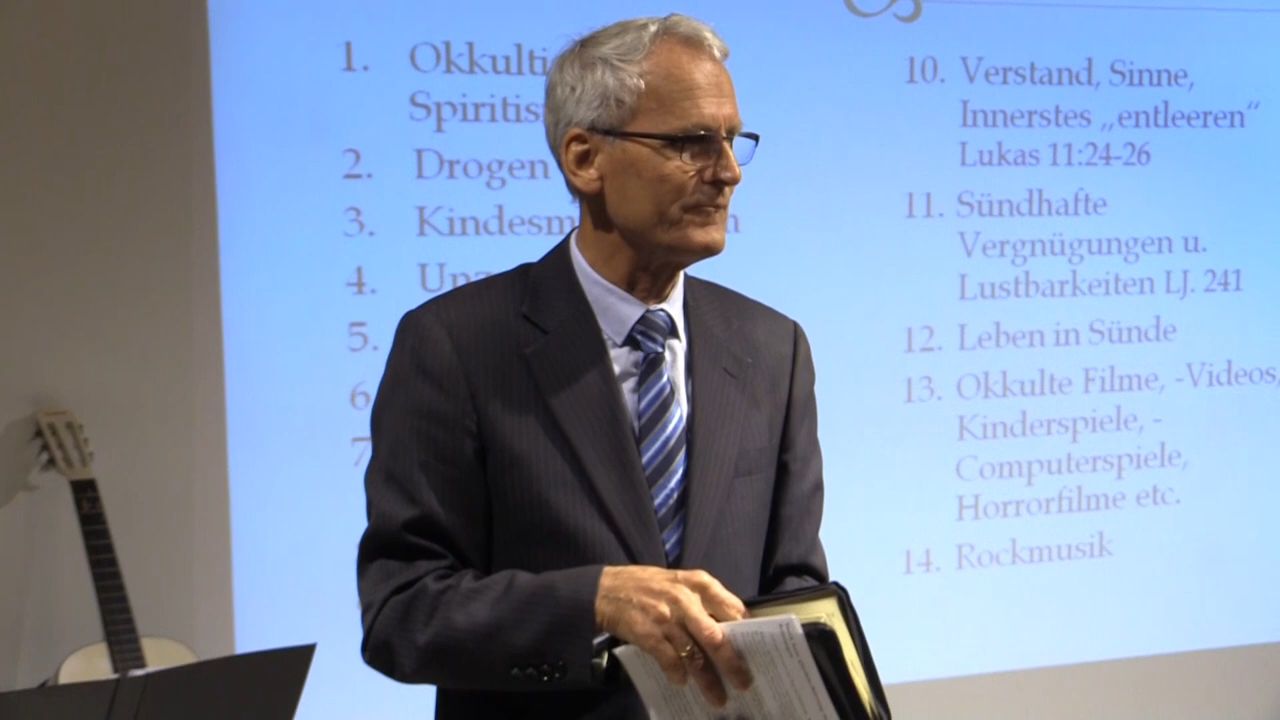 1. Okkulti
Spiritis
2. Drogen
3. Kindesm
4.
5.
6
7
10. Verstand, Sinne,
Innerstes „entleeren“
Lukas 11:24-26
11. Sündhafte
Vergnügungen u.
Lustbarkeiten LJ. 241
12. Leben in Sünde
13. Okkulte Filme, -Videos,
Kinderspiele, -
Computerspiele,
Horrorfilme etc.
14. Rockmusik